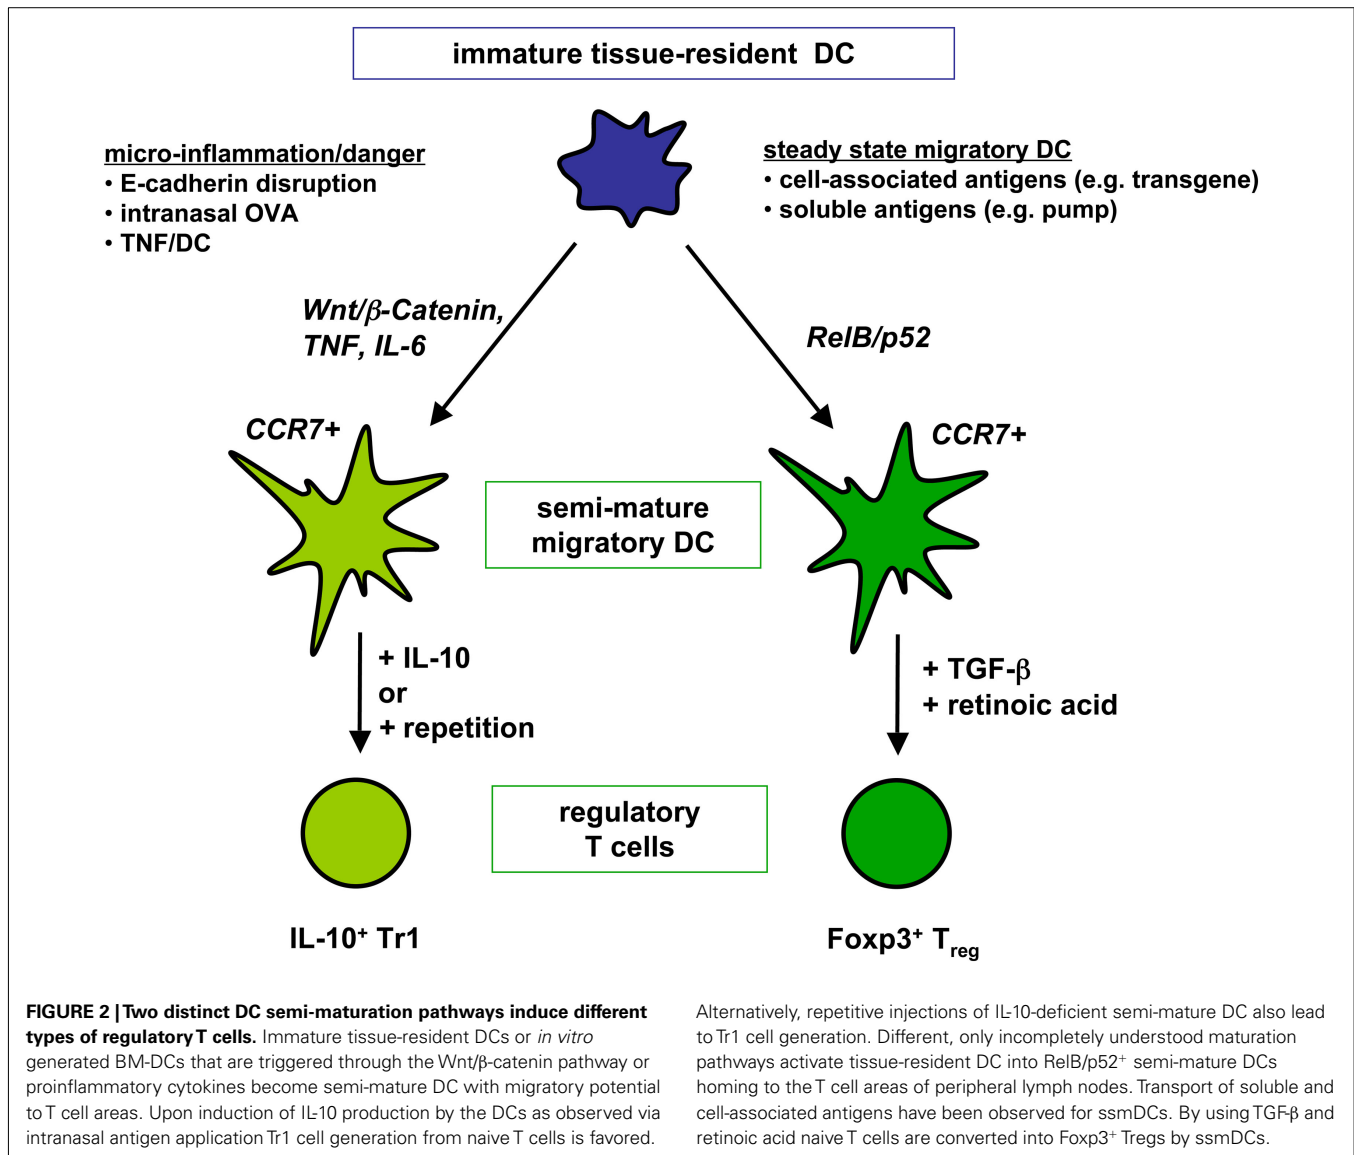 immature tissue-resident DC
micro-inflammation/danger
• E-cadherin disruption
• intranasal OVA
• TNF/DC
steady state migratory DC
• cell-associated antigens (e.g. transgene)
• soluble antigens (e.g. pump)
Wnt/β-Catenin,
TNF, IL-6
RelB/p52
CCR7+
CCR7+
semi-mature
migratory DC
+ IL-10
or
+ repetition
+ TGF-β
+ retinoic acid
regulatory
T cells
IL-10⁺ Tr1
Foxp3⁺ Treg
FIGURE 2 | Two distinct DC semi-maturation pathways induce different
types of regulatory T cells. Immature tissue-resident DCs or in vitro
generated BM-DCs that are triggered through the Wnt/β-catenin pathway or
proinflammatory cytokines become semi-mature DC with migratory potential
to T cell areas. Upon induction of IL-10 production by the DCs as observed via
intranasal antigen application Tr1 cell generation from naive T cells is favored.
Alternatively, repetitive injections of IL-10-deficient semi-mature DC also lead
to Tr1 cell generation. Different, only incompletely understood maturation
pathways activate tissue-resident DC into RelB/p52⁺ semi-mature DCs
homing to the T cell areas of peripheral lymph nodes. Transport of soluble and
cell-associated antigens have been observed for ssmDCs. By using TGF-β and
retinoic acid naive T cells are converted into Foxp3⁺ Tregs by ssmDCs.